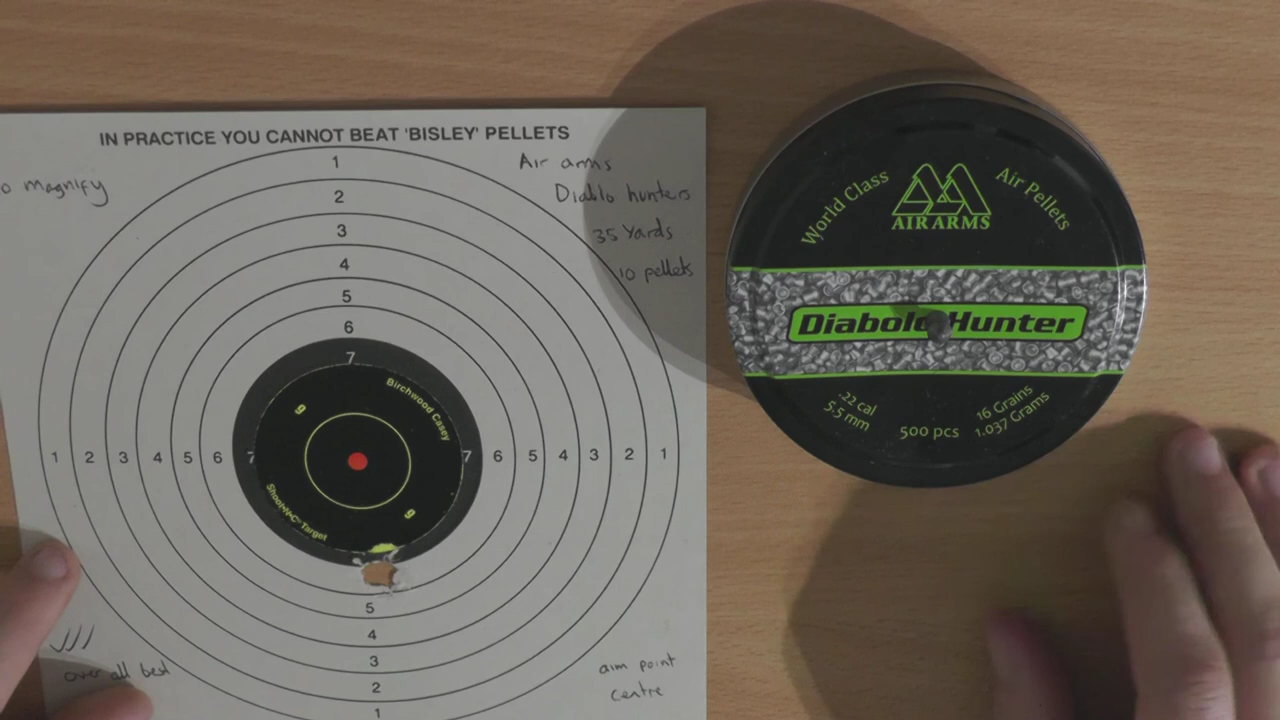 IN PRACTICE YOU CANNOT BEAT 'BISLEY' PELLETS
magnify
Air arms
Diablo hunters
35 Yards
10 pellets
1
2
3
4
5
6
7
1 2 3 4 5 6 7
7 6 5 4 3 2 1
Birchwood Casey
9
9
Shoot•N•C® Target
5
4
3
2
1
over all best
aim point
centre
World Class
Air Pellets
AIR ARMS
Diabolo Hunter
.22 cal
5.5 mm
500 pcs
16 Grains
1.037 Grams